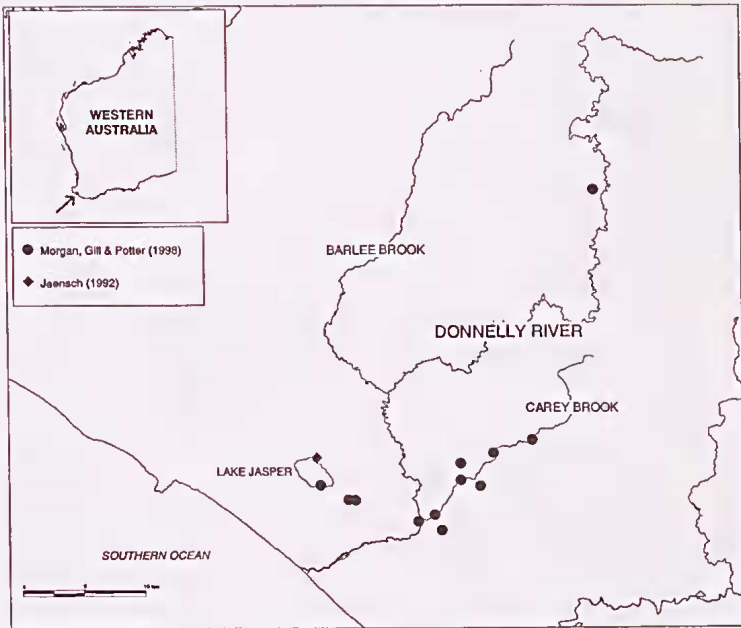 WESTERN
AUSTRALIA
Morgan, Gill & Potter (1998)
Jaensch (1992)
BARLEE BROOK
DONNELLY RIVER
CAREY BROOK
LAKE JASPER
SOUTHERN OCEAN